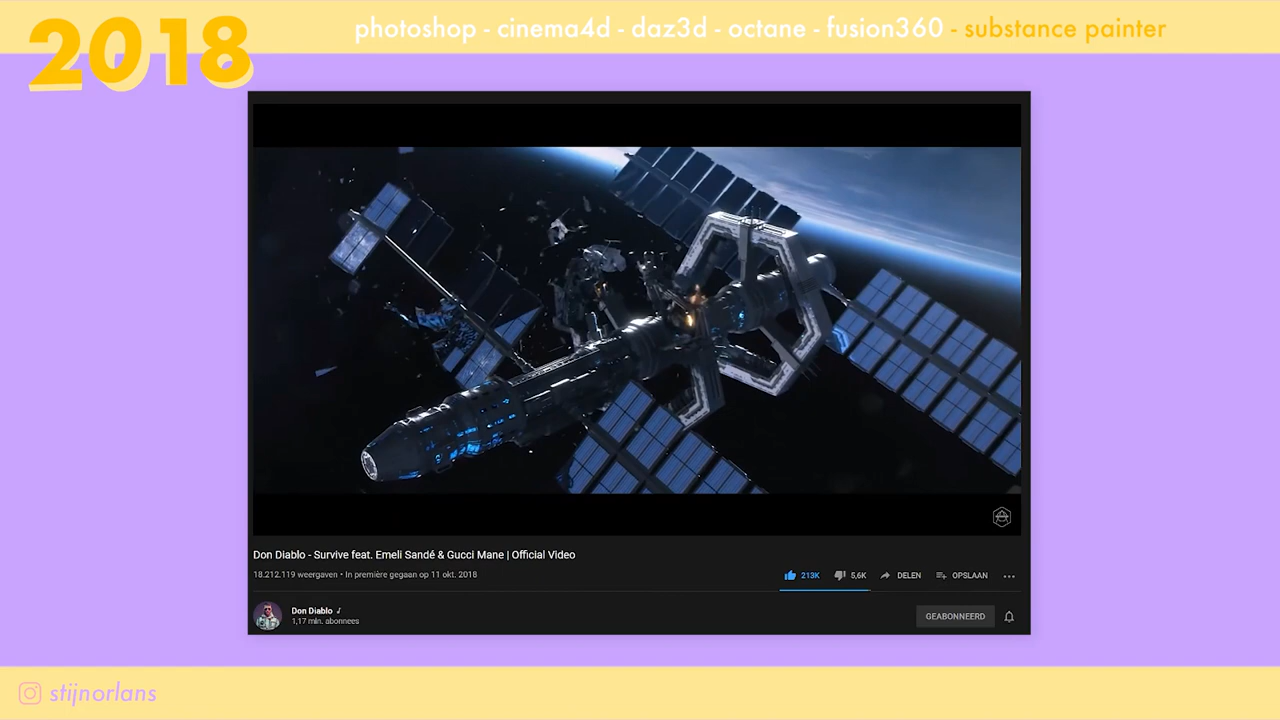 2018
photoshop - cinema4d - daz3d - octane - fusion360 - substance painter
Don Diablo - Survive feat. Emeli Sandé & Gucci Mane | Official Video
18.212.119 weergaven • In première gegaan op 11 okt. 2018
213K 5,6K DELEN OPSLAAN
Don Diablo
1,17 mln. abonnees
GEABONNEERD
stijnorlans